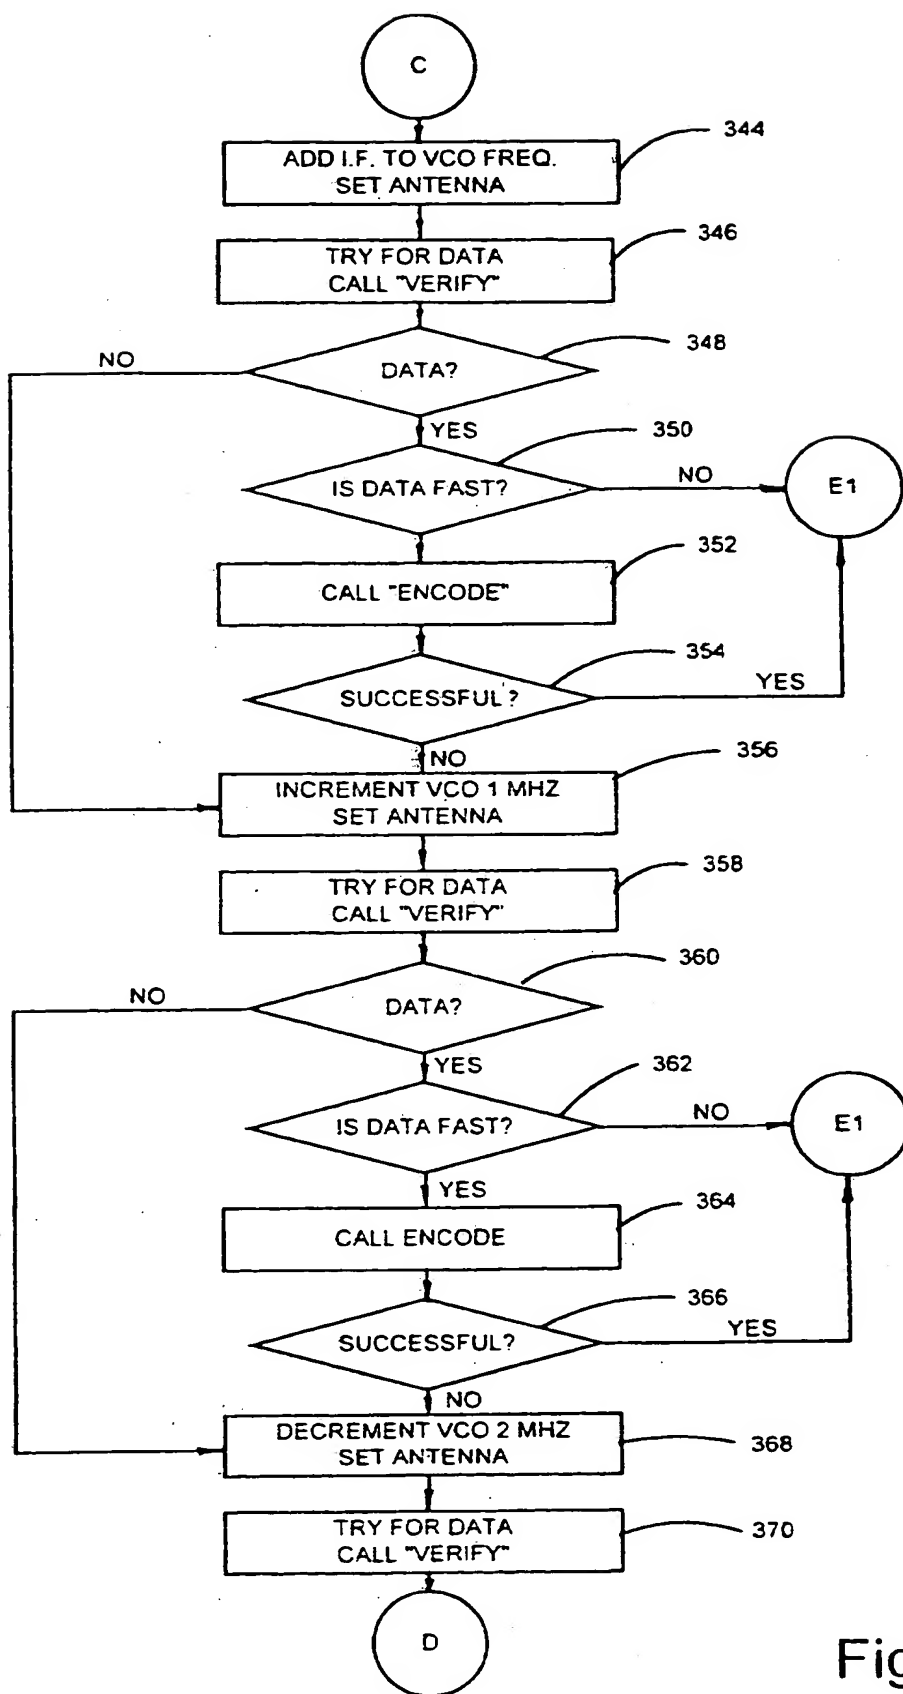 C
344
ADD I.F. TO VCO FREQ.
SET ANTENNA
346
TRY FOR DATA
CALL "VERIFY"
348
NO
DATA?
YES
350
IS DATA FAST?
NO
E1
352
CALL "ENCODE"
354
SUCCESSFUL?
YES
NO
356
INCREMENT VCO 1 MHZ
SET ANTENNA
358
TRY FOR DATA
CALL "VERIFY"
360
NO
DATA?
YES
362
IS DATA FAST?
NO
E1
YES
364
CALL ENCODE
366
SUCCESSFUL?
YES
NO
DECREMENT VCO 2 MHZ
SET ANTENNA
368
TRY FOR DATA
CALL "VERIFY"
370
D
Fig